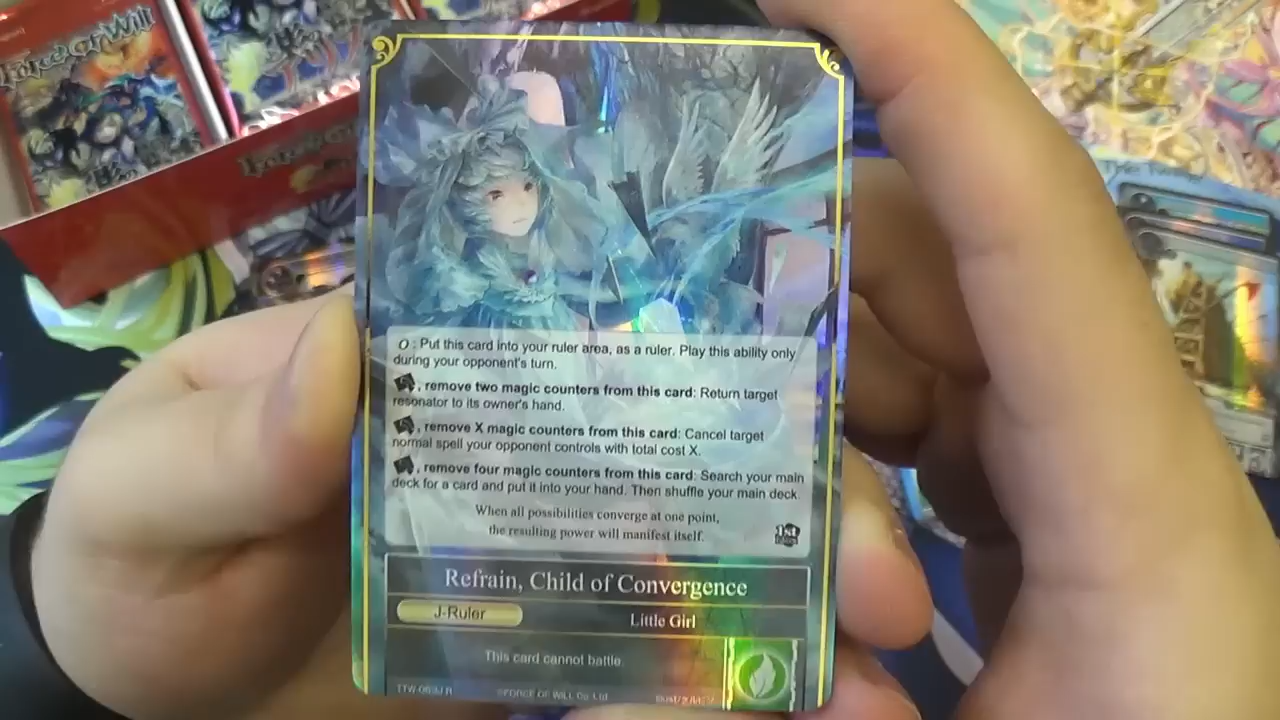 Force Of Will
O : Put this card into your ruler area, as a ruler. Play this ability only
during your opponent's turn.
, remove two magic counters from this card: Return target
resonator to its owner's hand.
, remove X magic counters from this card: Cancel target
normal spell your opponent controls with total cost X.
, remove four magic counters from this card: Search your main
deck for a card and put it into your hand. Then shuffle your main deck.
When all possibilities converge at one point,
the resulting power will manifest itself.
Refrain, Child of Convergence
J-Ruler
Little Girl
This card cannot battle.
©FORCE OF WILL Co.,Ltd.